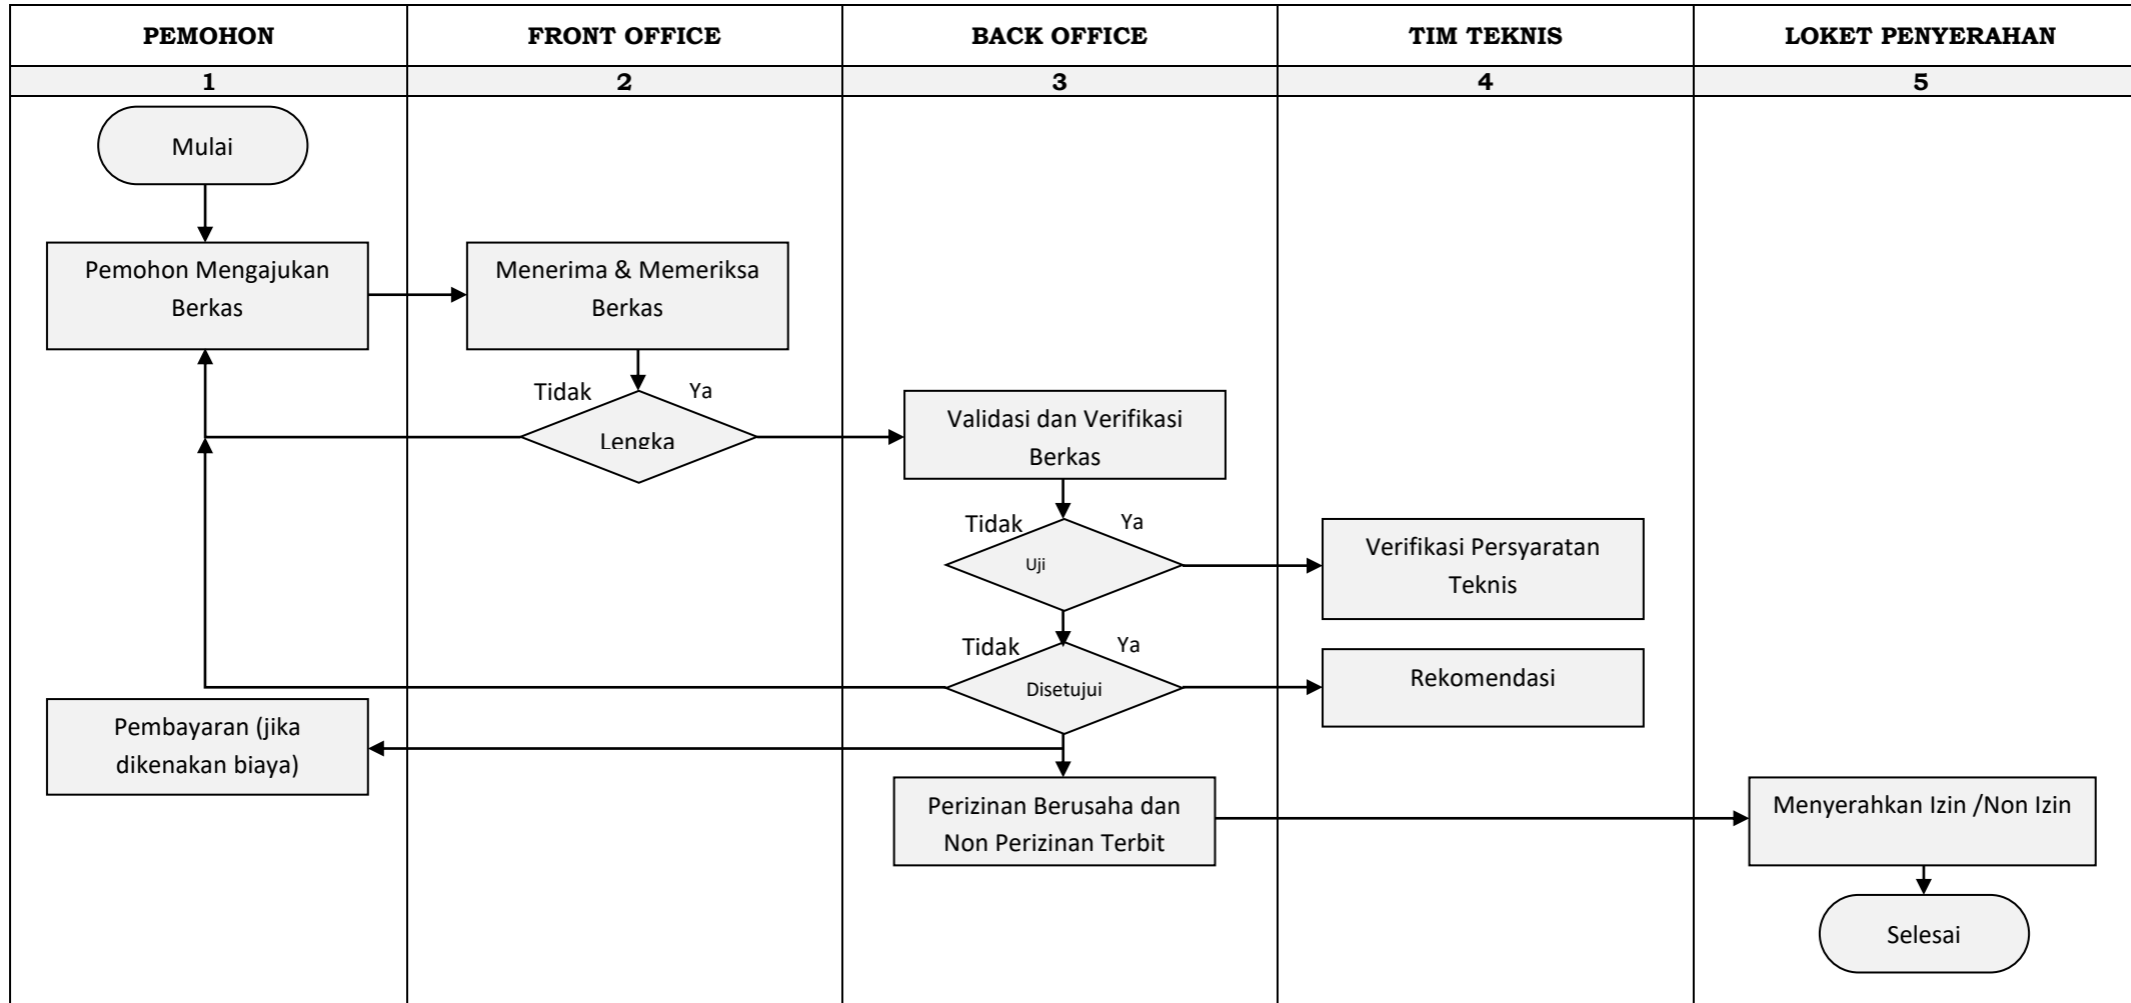 PEMOHON
FRONT OFFICE
BACK OFFICE
TIM TEKNIS
LOKET PENYERAHAN
1
2
3
4
5
Mulai
Pemohon Mengajukan
Berkas
Menerima & Memeriksa
Berkas
Tidak
Ya
Lengka
Validasi dan Verifikasi
Berkas
Tidak
Ya
Uji
Verifikasi Persyaratan
Teknis
Tidak
Ya
Disetujui
Rekomendasi
Pembayaran (jika
dikenakan biaya)
Perizinan Berusaha dan
Non Perizinan Terbit
Menyerahkan Izin /Non Izin
Selesai